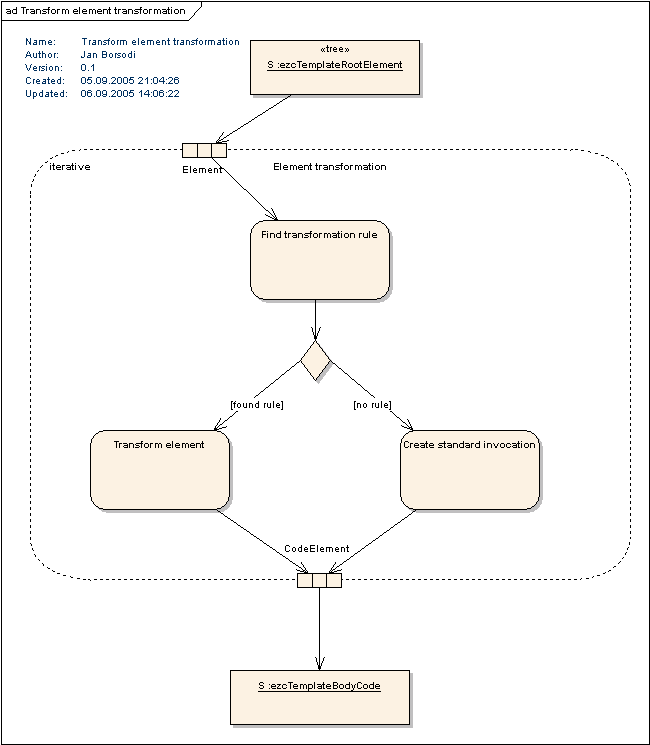 ad Transform element transformation
Name: Transform element transformation
Author: Jan Borsodi
Version: 0.1
Created: 05.09.2005 21:04:26
Updated: 06.09.2005 14:06:22
«tree»
S :ezcTemplateRootElement
iterative
Element transformation
Element
Find transformation rule
[found rule]
[no rule]
Transform element
Create standard invocation
CodeElement
S :ezcTemplateBodyCode